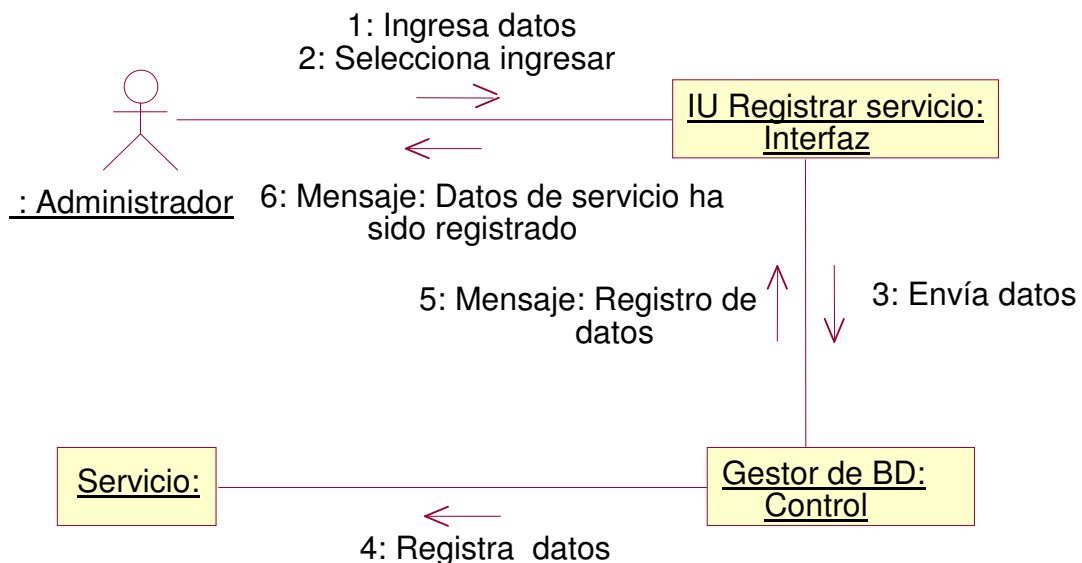 1: Ingresa datos
2: Selecciona ingresar
IU Registrar servicio:
Interfaz
: Administrador
6: Mensaje: Datos de servicio ha
sido registrado
5: Mensaje: Registro de
datos
3: Envía datos
Servicio:
Gestor de BD:
Control
4: Registra datos